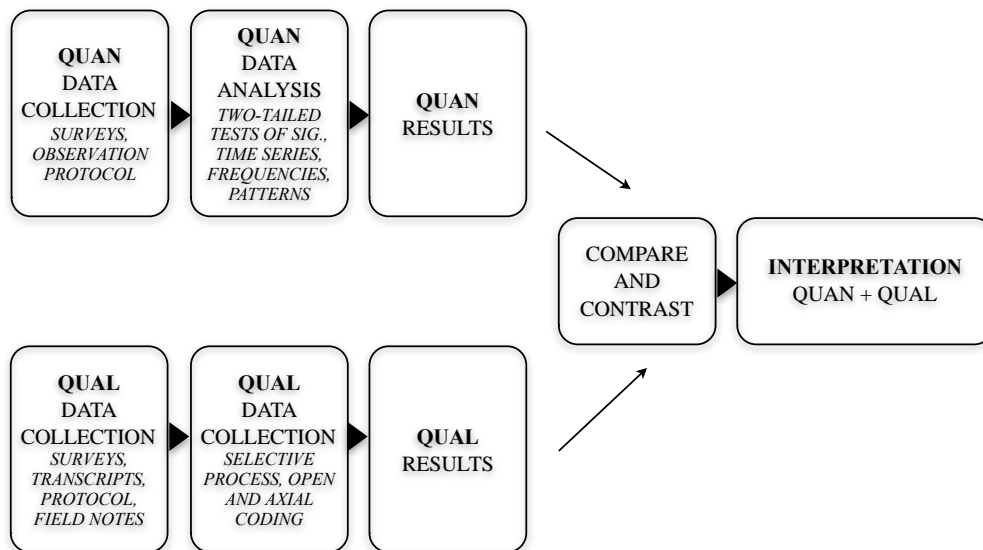 QUAN
DATA
COLLECTION
SURVEYS,
OBSERVATION
PROTOCOL
QUAN
DATA
ANALYSIS
TWO-TAILED
TESTS OF SIG.,
TIME SERIES,
FREQUENCIES,
PATTERNS
QUAN
RESULTS
COMPARE
AND
CONTRAST
INTERPRETATION
QUAN + QUAL
QUAL
DATA
COLLECTION
SURVEYS,
TRANSCRIPTS,
PROTOCOL,
FIELD NOTES
QUAL
DATA
COLLECTION
SELECTIVE
PROCESS, OPEN
AND AXIAL
CODING
QUAL
RESULTS